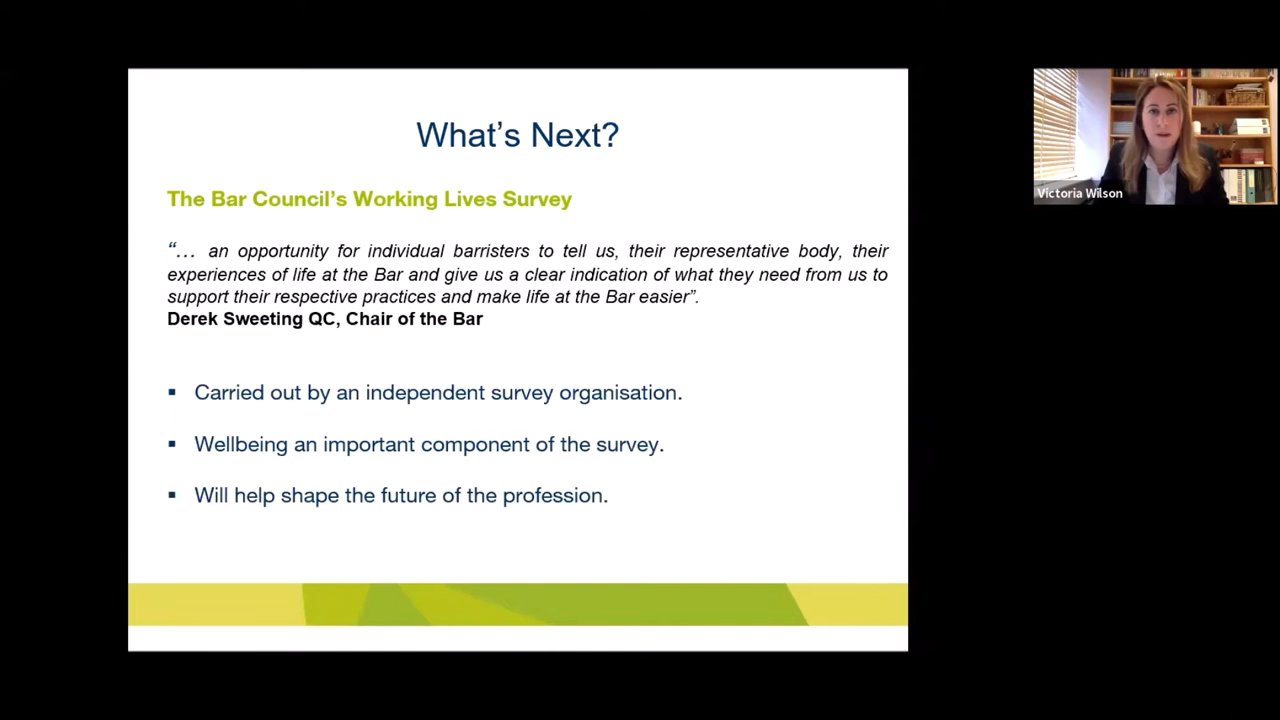 What's Next?
The Bar Council's Working Lives Survey
“… an opportunity for individual barristers to tell us, their representative body, their
experiences of life at the Bar and give us a clear indication of what they need from us to
support their respective practices and make life at the Bar easier”.
Derek Sweeting QC, Chair of the Bar
▪ Carried out by an independent survey organisation.
▪ Wellbeing an important component of the survey.
▪ Will help shape the future of the profession.
Victoria Wilson